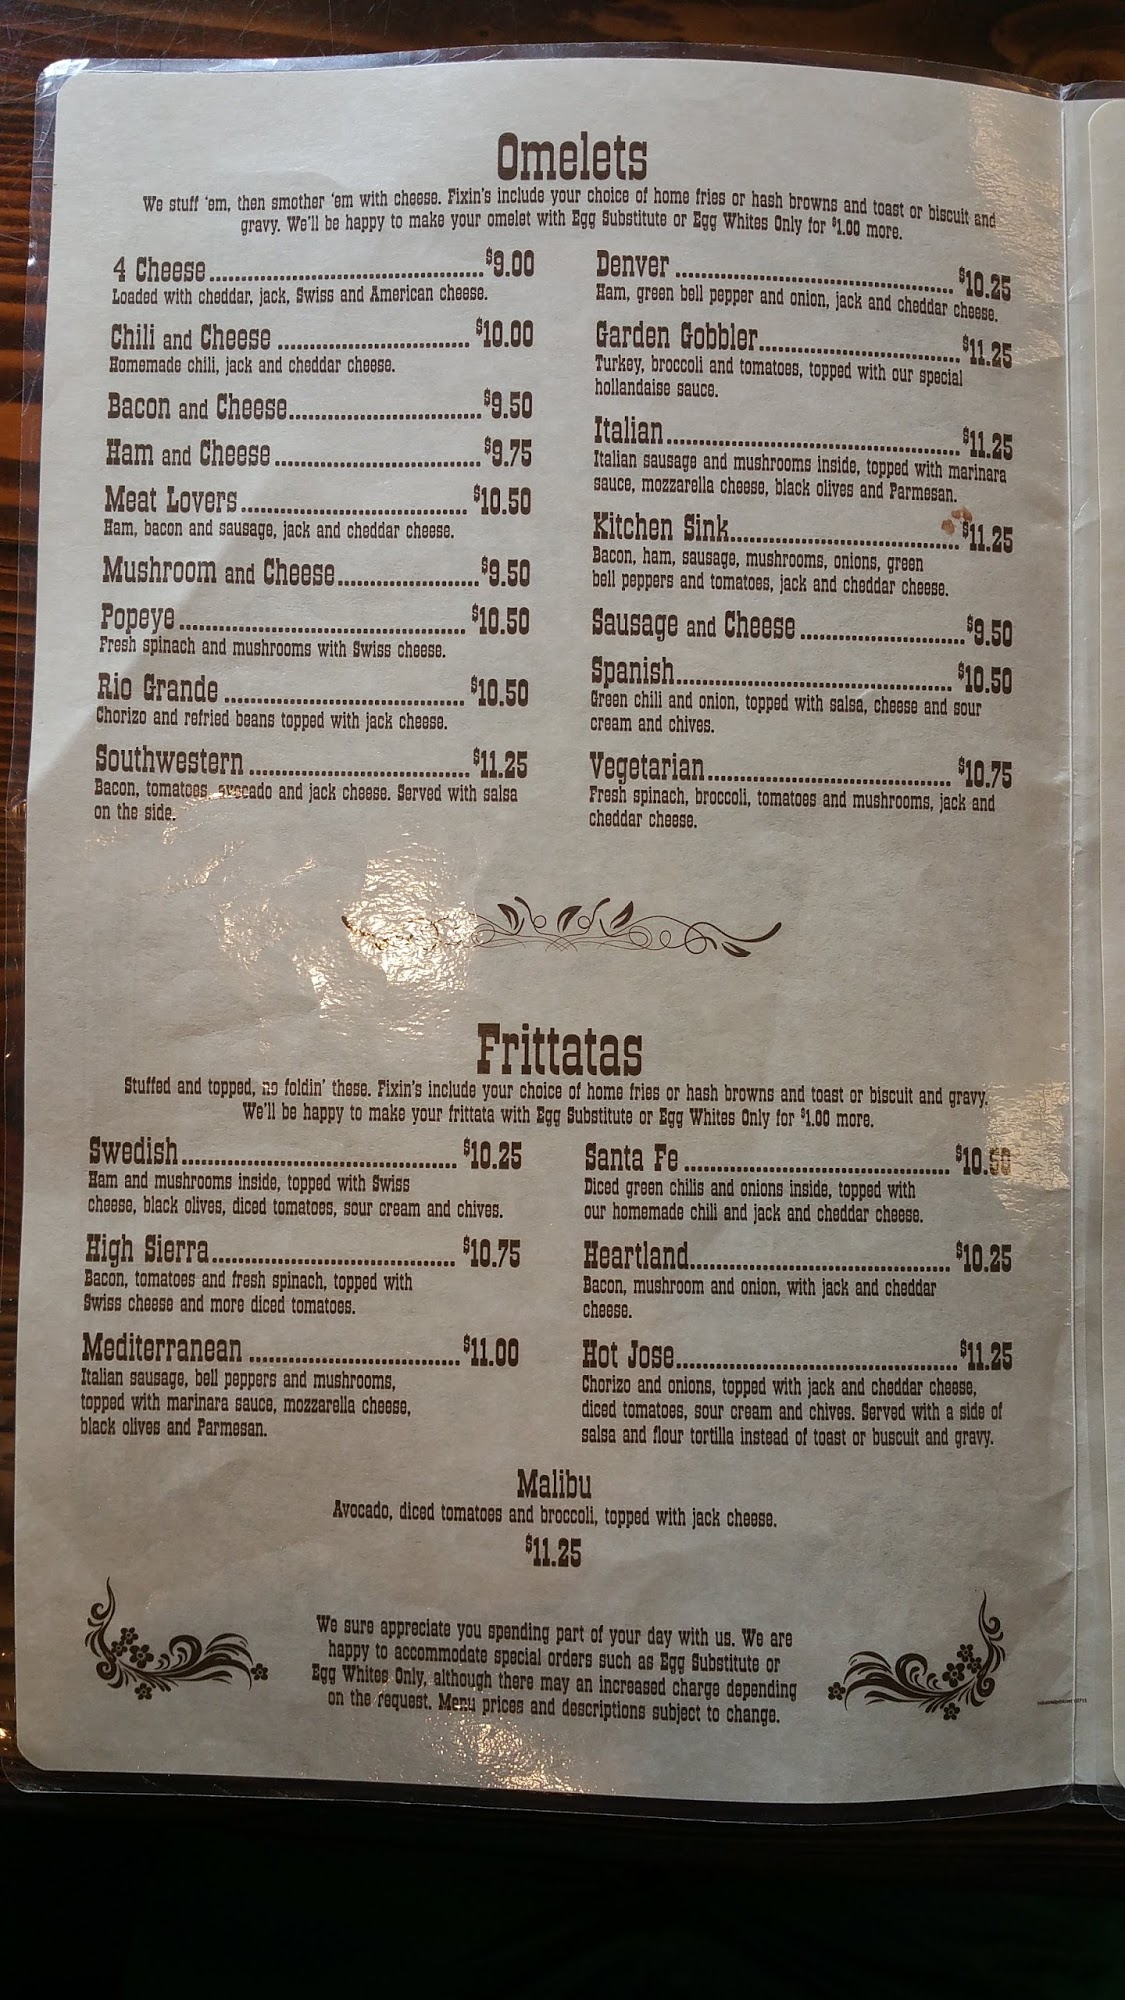 Omelets
We stuff 'em, then smother 'em with cheese. Fixin's include your choice of home fries or hash browns and toast or biscuit and
gravy. We'll be happy to make your omelet with Egg Substitute or Egg Whites Only for $1.00 more.
4 Cheese................................................$9.00
Loaded with cheddar, jack, Swiss and American cheese.
Chili and Cheese ..................................$10.00
Homemade chili, jack and cheddar cheese.
Bacon and Cheese..................................$9.50
Ham and Cheese....................................$9.75
Meat Lovers........................................$10.50
Ham, bacon and sausage, jack and cheddar cheese.
Mushroom and Cheese.........................$9.50
Popeye..................................................$10.50
Fresh spinach and mushrooms with Swiss cheese.
Rio Grande ..........................................$10.50
Chorizo and refried beans topped with jack cheese.
Southwestern ......................................$11.25
Bacon, tomatoes, avocado and jack cheese. Served with salsa
on the side.
Denver ................................................$10.25
Ham, green bell pepper and onion, jack and cheddar cheese.
Garden Gobbler...................................$11.25
Turkey, broccoli and tomatoes, topped with our special
hollandaise sauce.
Italian...................................................$11.25
Italian sausage and mushrooms inside, topped with marinara
sauce, mozzarella cheese, black olives and Parmesan.
Kitchen Sink........................................$11.25
Bacon, ham, sausage, mushrooms, onions, green
bell peppers and tomatoes, jack and cheddar cheese.
Sausage and Cheese.............................$9.50
Spanish................................................$10.50
Green chili and onion, topped with salsa, cheese and sour
cream and chives.
Vegetarian...........................................$10.75
Fresh spinach, broccoli, tomatoes and mushrooms, jack and
cheddar cheese.
Frittatas
Stuffed and topped, no foldin' these. Fixin's include your choice of home fries or hash browns and toast or biscuit and gravy.
We'll be happy to make your frittata with Egg Substitute or Egg Whites Only for $1.00 more.
Swedish................................................$10.25
Ham and mushrooms inside, topped with Swiss
cheese, black olives, diced tomatoes, sour cream and chives.
High Sierra...........................................$10.75
Bacon, tomatoes and fresh spinach, topped with
Swiss cheese and more diced tomatoes.
Mediterranean .....................................$11.00
Italian sausage, bell peppers and mushrooms,
topped with marinara sauce, mozzarella cheese,
black olives and Parmesan.
Santa Fe ..............................................$10.50
Diced green chilis and onions inside, topped with
our homemade chili and jack and cheddar cheese.
Heartland.............................................$10.25
Bacon, mushroom and onion, with jack and cheddar
cheese.
Hot Jose.................................................$11.25
Chorizo and onions, topped with jack and cheddar cheese,
diced tomatoes, sour cream and chives. Served with a side of
salsa and flour tortilla instead of toast or buscuit and gravy.
Malibu
Avocado, diced tomatoes and broccoli, topped with jack cheese.
$11.25
We sure appreciate you spending part of your day with us. We are
happy to accommodate special orders such as Egg Substitute or
Egg Whites Only, although there may an increased charge depending
on the request. Menu prices and descriptions subject to change.